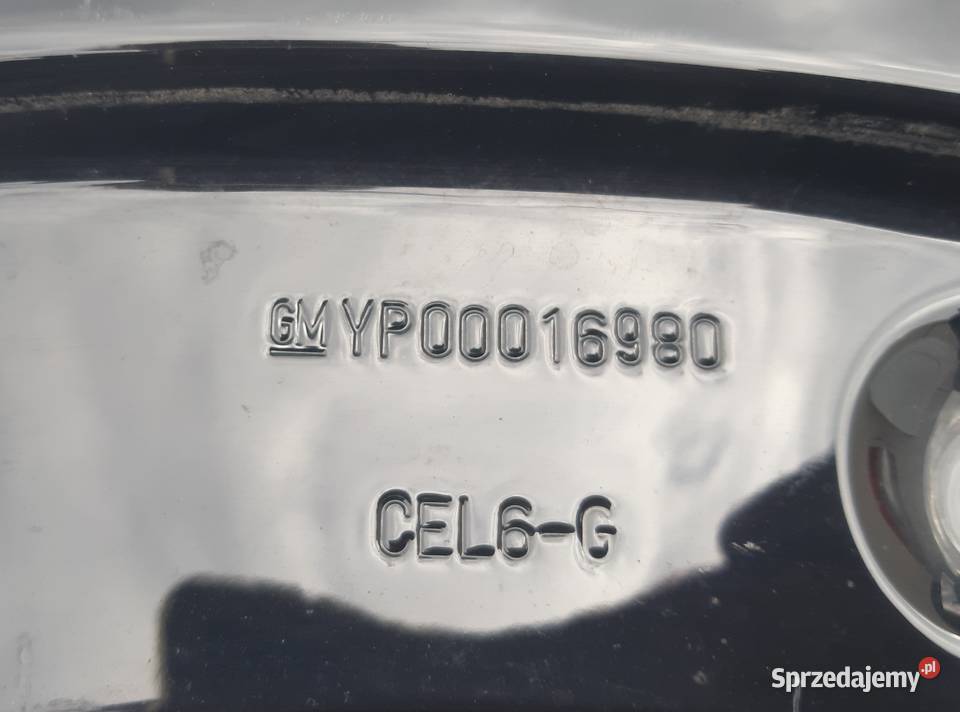 GM YP00016980
CEL6-G
Sprzedajemy.pl